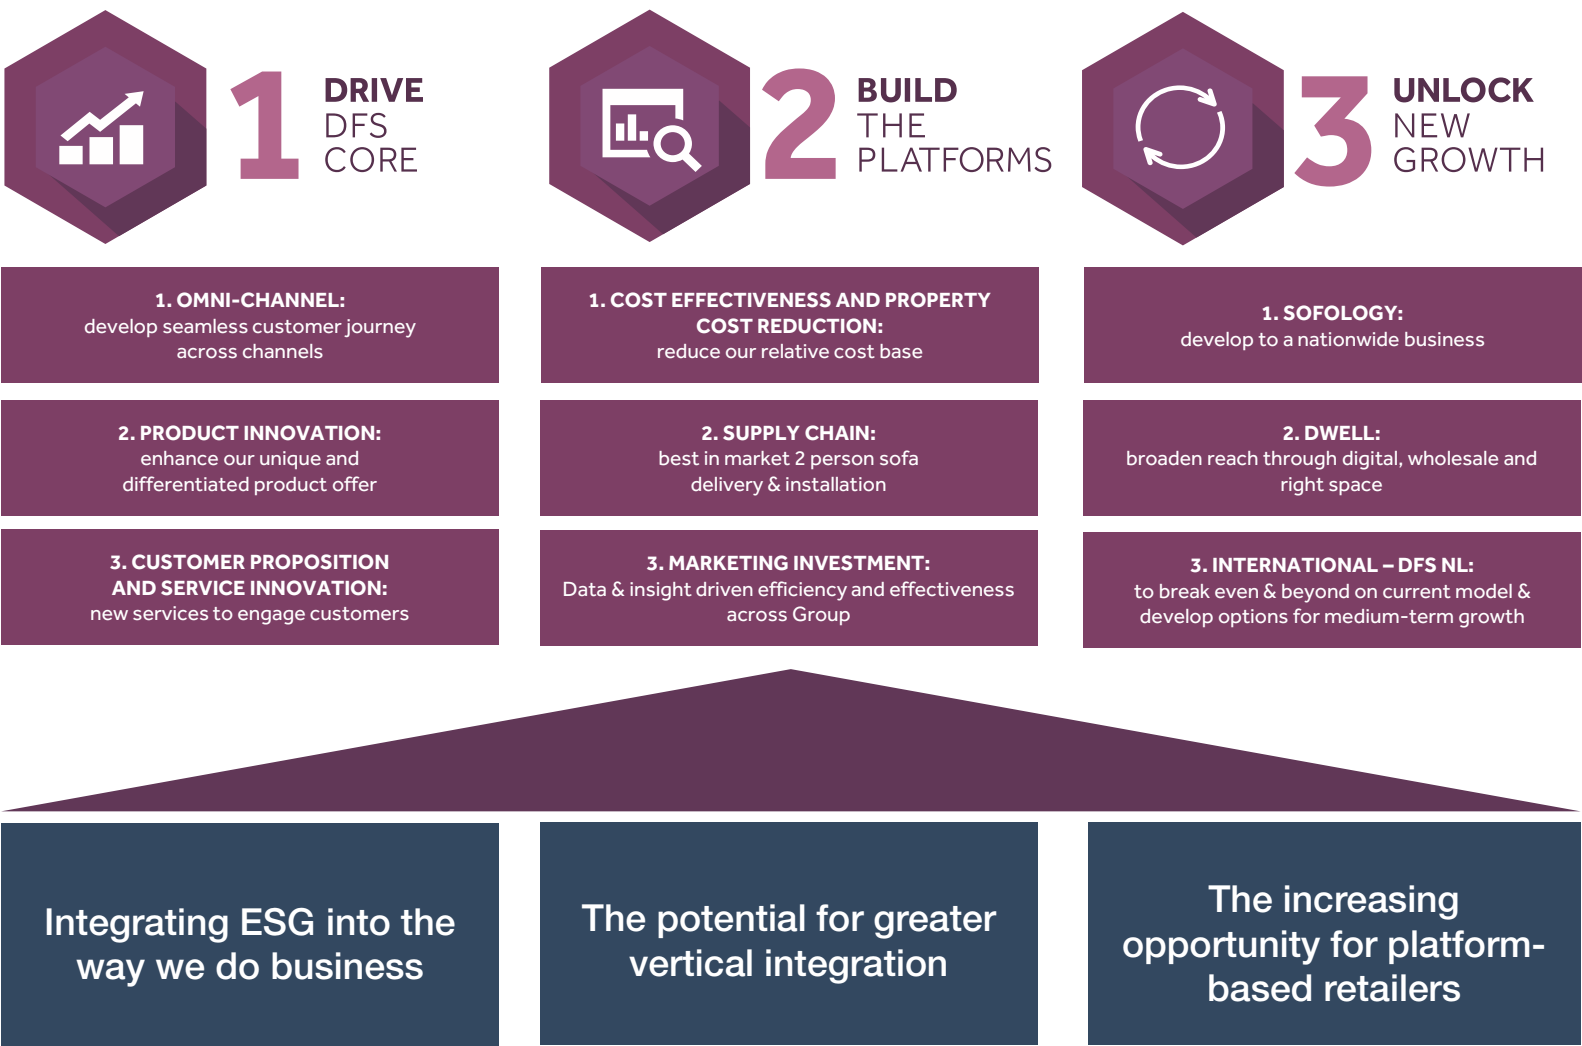 1
DRIVE
DFS
CORE
2
BUILD
THE
PLATFORMS
3
UNLOCK
NEW
GROWTH
1. OMNI-CHANNEL:
develop seamless customer journey
across channels
2. PRODUCT INNOVATION:
enhance our unique and
differentiated product offer
3. CUSTOMER PROPOSITION
AND SERVICE INNOVATION:
new services to engage customers
1. COST EFFECTIVENESS AND PROPERTY
COST REDUCTION:
reduce our relative cost base
2. SUPPLY CHAIN:
best in market 2 person sofa
delivery & installation
3. MARKETING INVESTMENT:
Data & insight driven efficiency and effectiveness
across Group
1. SOFOLOGY:
develop to a nationwide business
2. DWELL:
broaden reach through digital, wholesale and
right space
3. INTERNATIONAL – DFS NL:
to break even & beyond on current model &
develop options for medium-term growth
Integrating ESG into the
way we do business
The potential for greater
vertical integration
The increasing
opportunity for platform-
based retailers